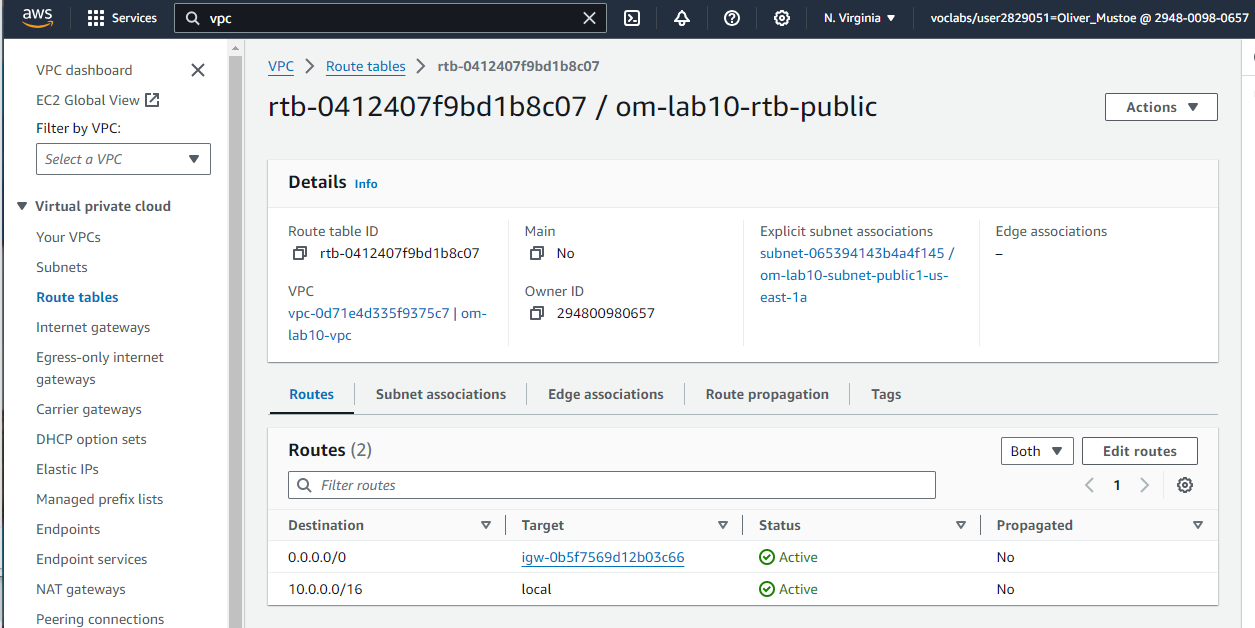 aws
Services
vpc
N. Virginia
voclabs/user2829051=Oliver_Mustoe @ 2948-0098-0657
VPC dashboard
EC2 Global View
Filter by VPC:
Select a VPC
Virtual private cloud
Your VPCs
Subnets
Route tables
Internet gateways
Egress-only internet
gateways
Carrier gateways
DHCP option sets
Elastic IPs
Managed prefix lists
Endpoints
Endpoint services
NAT gateways
Peering connections
VPC
Route tables
rtb-0412407f9bd1b8c07
rtb-0412407f9bd1b8c07 / om-lab10-rtb-public
Actions
Details Info
Route table ID
rtb-0412407f9bd1b8c07
VPC
vpc-0d71e4d335f9375c7 | om-
lab10-vpc
Main
No
Owner ID
294800980657
Explicit subnet associations
subnet-065394143b4a4f145 /
om-lab10-subnet-public1-us-
east-1a
Edge associations
–
Routes
Subnet associations
Edge associations
Route propagation
Tags
Routes (2)
Both
Edit routes
Filter routes
1
Destination Target Status Propagated
0.0.0.0/0 igw-0b5f7569d12b03c66 Active No
10.0.0.0/16 local Active No